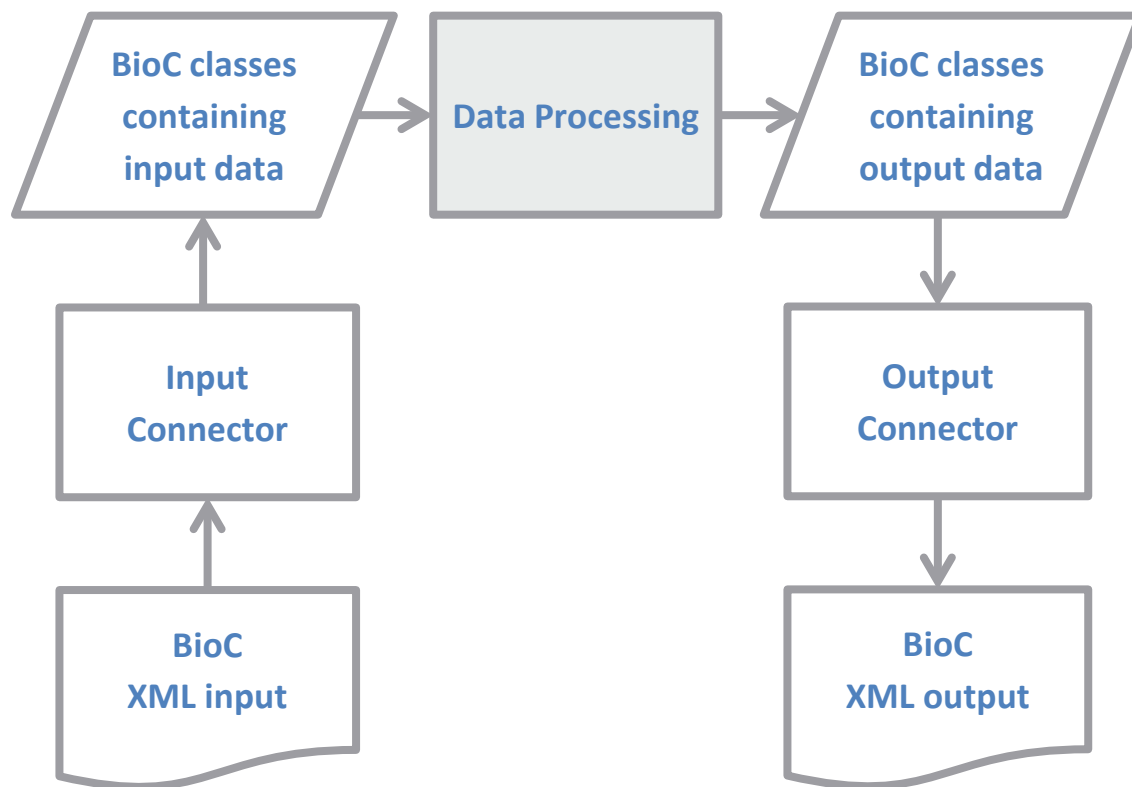 BioC classes
containing
input data
Data Processing
BioC classes
containing
output data
Input
Connector
Output
Connector
BioC
XML input
BioC
XML output